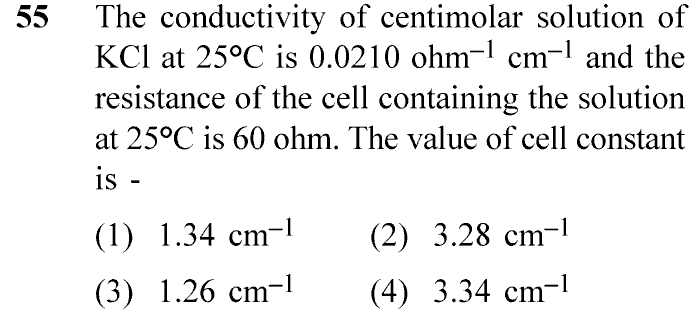 55 The conductivity of centimolar solution of
KCl at 25°C is 0.0210 ohm⁻¹ cm⁻¹ and the
resistance of the cell containing the solution
at 25°C is 60 ohm. The value of cell constant
is -
(1) 1.34 cm⁻¹ (2) 3.28 cm⁻¹
(3) 1.26 cm⁻¹ (4) 3.34 cm⁻¹